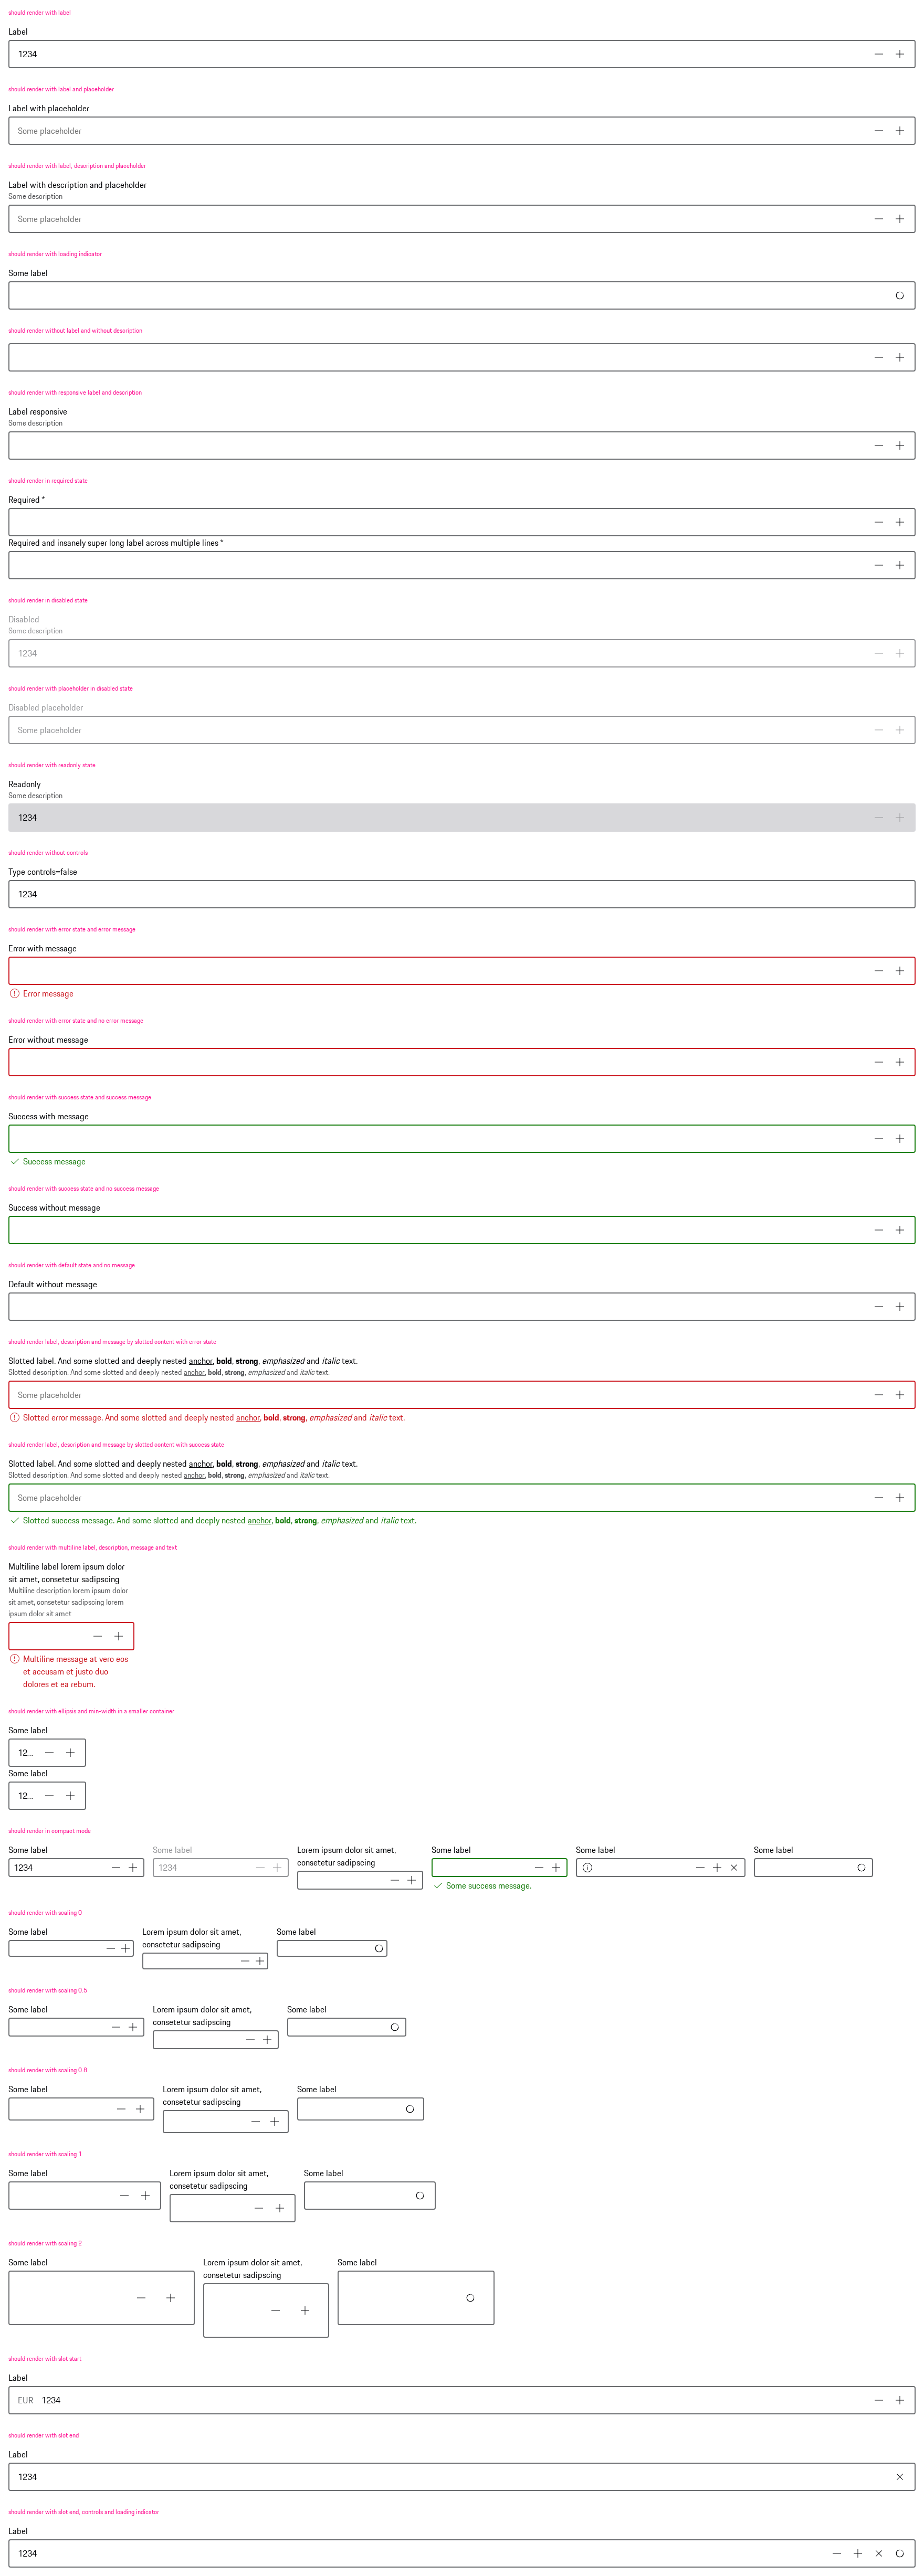 should render with label
Label
1234
should render with label and placeholder
Label with placeholder
Some placeholder
should render with label, description and placeholder
Label with description and placeholder
Some description
Some placeholder
should render with loading indicator
Some label
should render without label and without description
should render with responsive label and description
Label responsive
Some description
should render in required state
Required *
Required and insanely super long label across multiple lines *
should render in disabled state
Disabled
Some description
1234
should render with placeholder in disabled state
Disabled placeholder
Some placeholder
should render with readonly state
Readonly
Some description
1234
should render without controls
Type controls=false
1234
should render with error state and error message
Error with message
Error message
should render with error state and no error message
Error without message
should render with success state and success message
Success with message
Success message
should render with success state and no success message
Success without message
should render with default state and no message
Default without message
should render label, description and message by slotted content with error state
Slotted label. And some slotted and deeply nested anchor, bold, strong, emphasized and italic text.
Slotted description. And some slotted and deeply nested anchor, bold, strong, emphasized and italic text.
Some placeholder
Slotted error message. And some slotted and deeply nested anchor, bold, strong, emphasized and italic text.
should render label, description and message by slotted content with success state
Slotted label. And some slotted and deeply nested anchor, bold, strong, emphasized and italic text.
Slotted description. And some slotted and deeply nested anchor, bold, strong, emphasized and italic text.
Some placeholder
Slotted success message. And some slotted and deeply nested anchor, bold, strong, emphasized and italic text.
should render with multiline label, description, message and text
Multiline label lorem ipsum dolor
sit amet, consetetur sadipscing
Multiline description lorem ipsum dolor
sit amet, consetetur sadipscing lorem
ipsum dolor sit amet
Multiline message at vero eos
et accusam et justo duo
dolores et ea rebum.
should render with ellipsis and min-width in a smaller container
Some label
12...
Some label
12...
should render in compact mode
Some label
1234
Some label
1234
Lorem ipsum dolor sit amet,
consetetur sadipscing
Some label
Some success message.
Some label
Some label
should render with scaling 0
Some label
Lorem ipsum dolor sit amet,
consetetur sadipscing
Some label
should render with scaling 0.5
Some label
Lorem ipsum dolor sit amet,
consetetur sadipscing
Some label
should render with scaling 0.8
Some label
Lorem ipsum dolor sit amet,
consetetur sadipscing
Some label
should render with scaling 1
Some label
Lorem ipsum dolor sit amet,
consetetur sadipscing
Some label
should render with scaling 2
Some label
Lorem ipsum dolor sit amet,
consetetur sadipscing
Some label
should render with slot start
Label
EUR 1234
should render with slot end
Label
1234
should render with slot end, controls and loading indicator
Label
1234